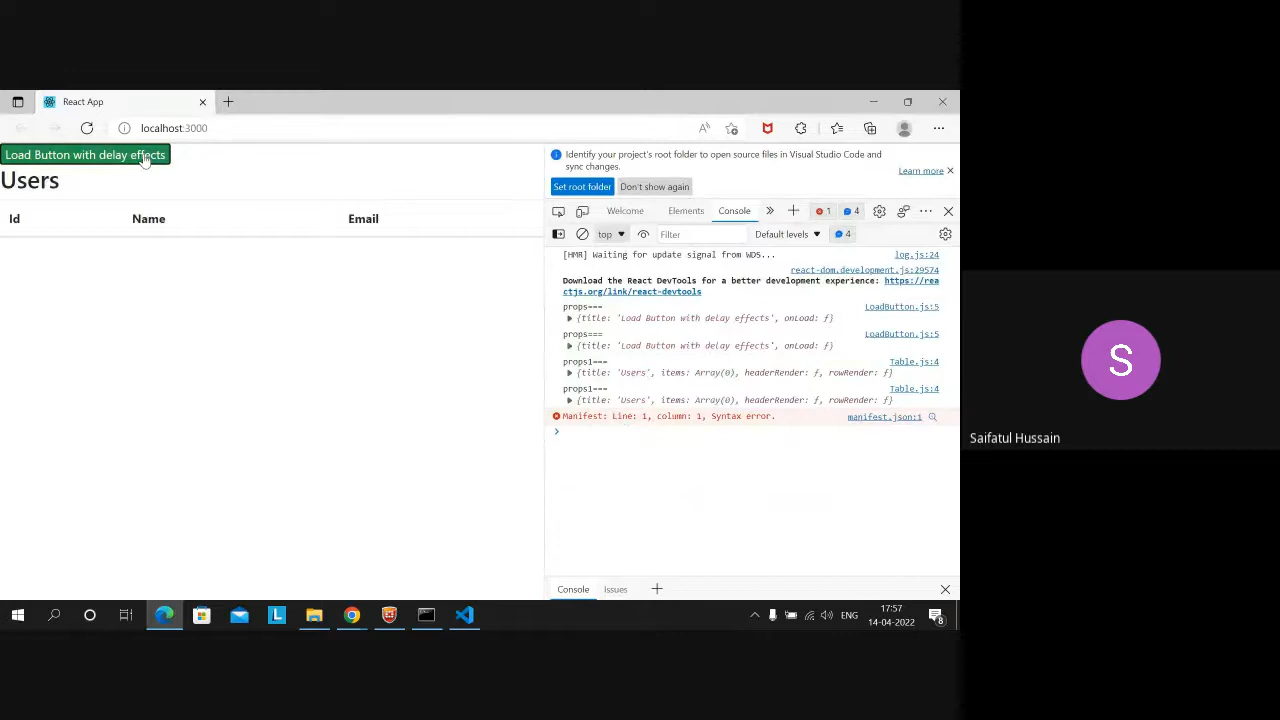 React App
localhost:3000
Load Button with delay effects
Users
Id Name Email
Identify your project's root folder to open source files in Visual Studio Code and
sync changes.
Learn more
Set root folder Don't show again
Welcome Elements Console 1 4
top Filter Default levels 4
[HMR] Waiting for update signal from WDS... log.js:24
react-dom.development.js:29574
Download the React DevTools for a better development experience: https://rea
ctjs.org/link/react-devtools
props=== LoadButton.js:5
{title: 'Load Button with delay effects', onLoad: ƒ}
props=== LoadButton.js:5
{title: 'Load Button with delay effects', onLoad: ƒ}
props1=== Table.js:4
{title: 'Users', items: Array(0), headerRender: ƒ, rowRender: ƒ}
props1=== Table.js:4
{title: 'Users', items: Array(0), headerRender: ƒ, rowRender: ƒ}
Manifest: Line: 1, column: 1, Syntax error. manifest.json:1
Console Issues
ENG 17:57
14-04-2022
8
S
Saifatul Hussain